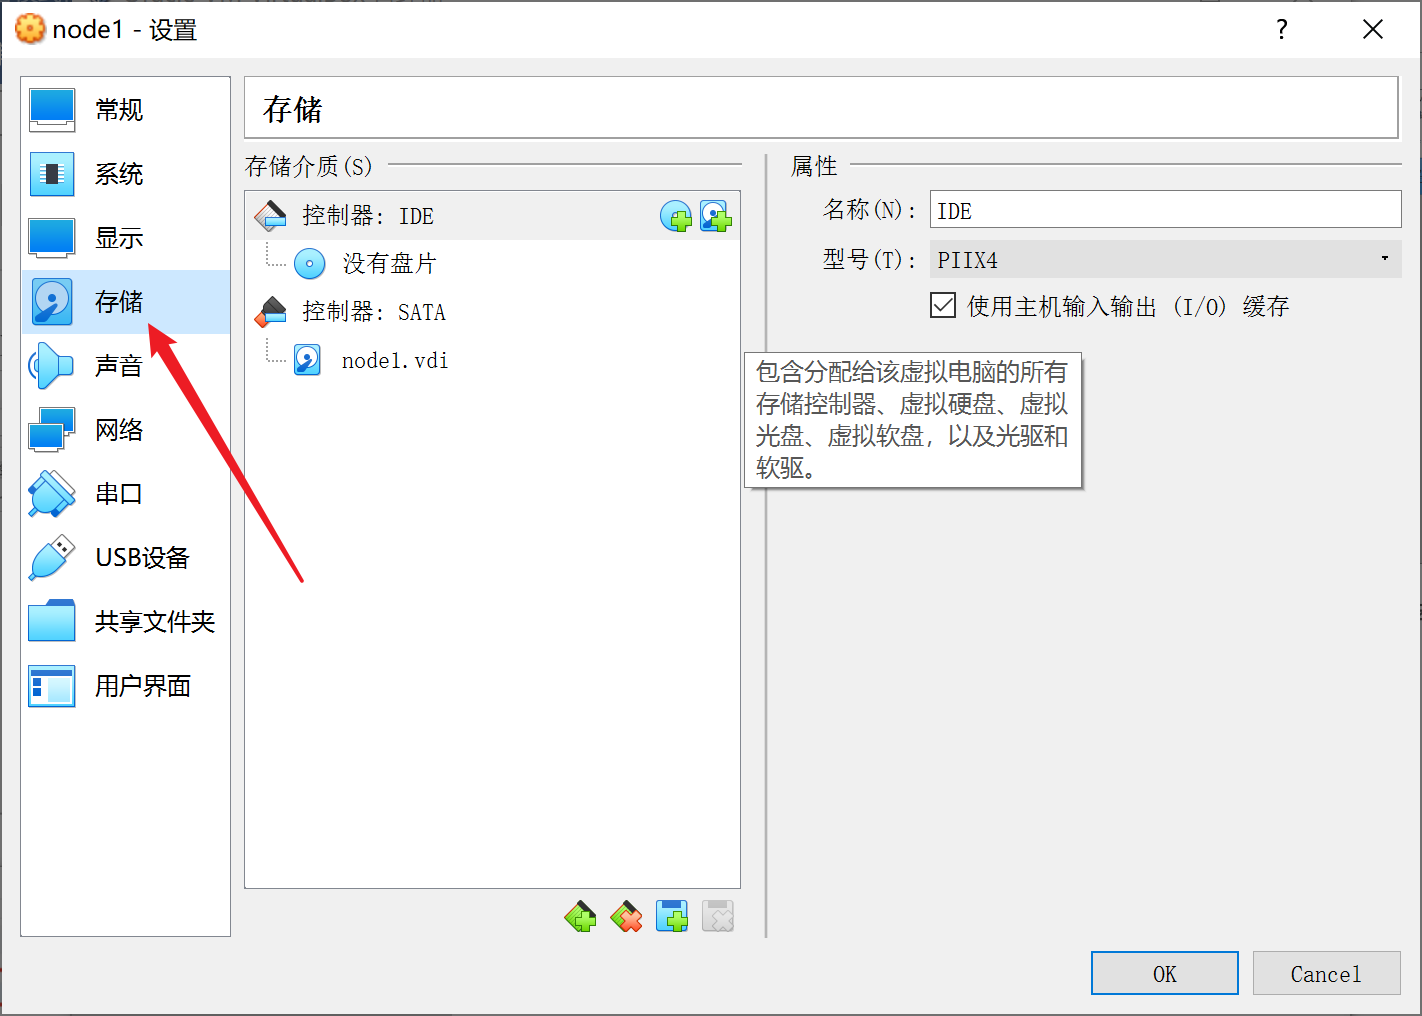 node1 - 设置
?
常规
系统
显示
存储
声音
网络
串口
USB设备
共享文件夹
用户界面
存储
存储介质(S)
控制器: IDE
没有盘片
控制器: SATA
node1.vdi
属性
名称(N): IDE
型号(T): PIIX4
使用主机输入输出 (I/O) 缓存
包含分配给该虚拟电脑的所有
存储控制器、虚拟硬盘、虚拟
光盘、虚拟软盘，以及光驱和
软驱。
OK
Cancel